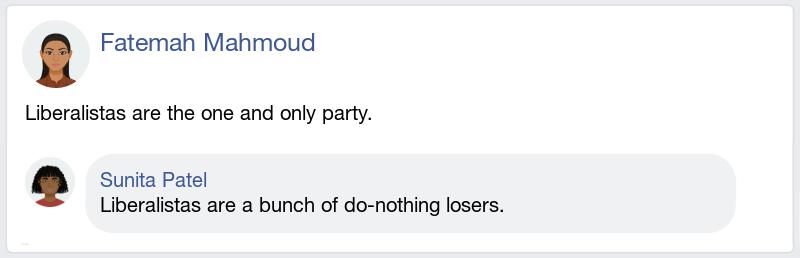 Fatemah Mahmoud
Liberalistas are the one and only party.
Sunita Patel
Liberalistas are a bunch of do-nothing losers.